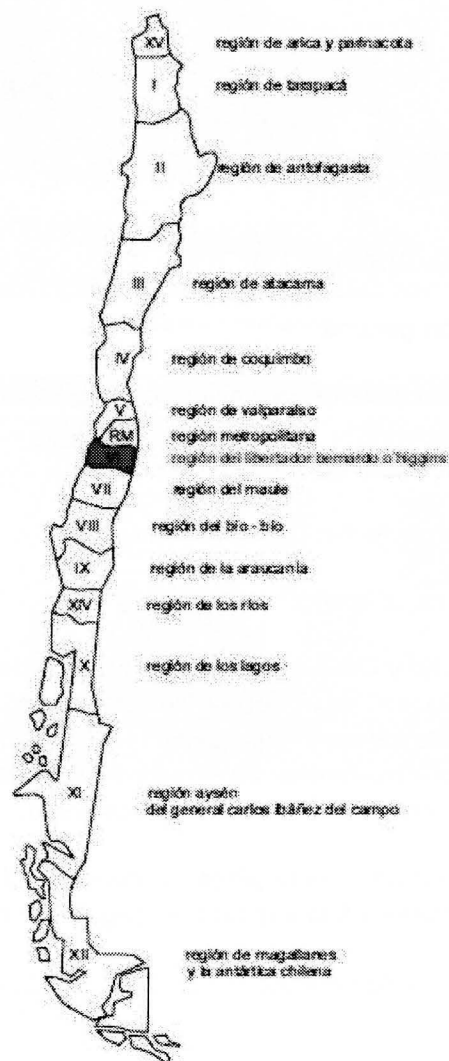 XV región de arica y parinacota
I región de tarapacá
II región de antofagasta
III región de atacama
IV región de coquimbo
V región de valparaíso
RM región metropolitana
región del libertador bernardo o'higgins
VII región del maule
VIII región del bío - bío
IX región de la araucanía
XIV región de los ríos
X región de los lagos
XI región aysén
del general carlos ibáñez del campo
XII región de magallanes
y la antártica chilena